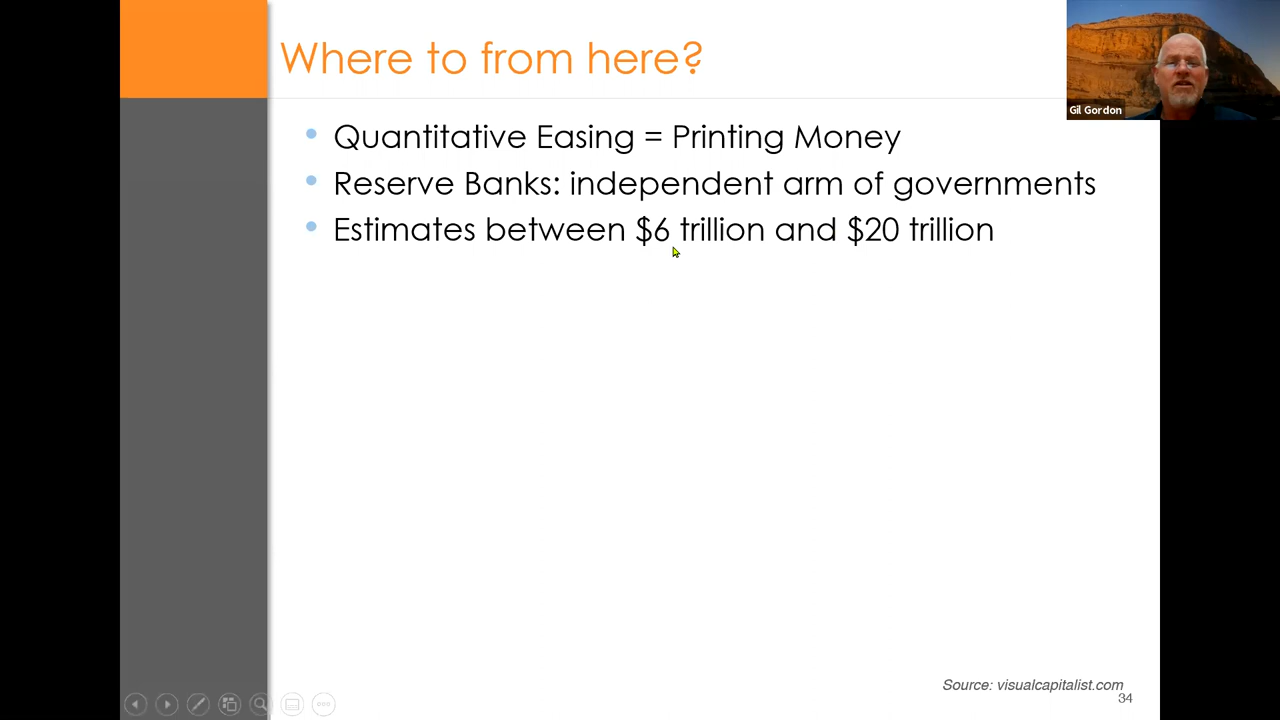 Where to from here?
Gil Gordon
• Quantitative Easing = Printing Money
• Reserve Banks: independent arm of governments
• Estimates between $6 trillion and $20 trillion
Source: visualcapitalist.com
34